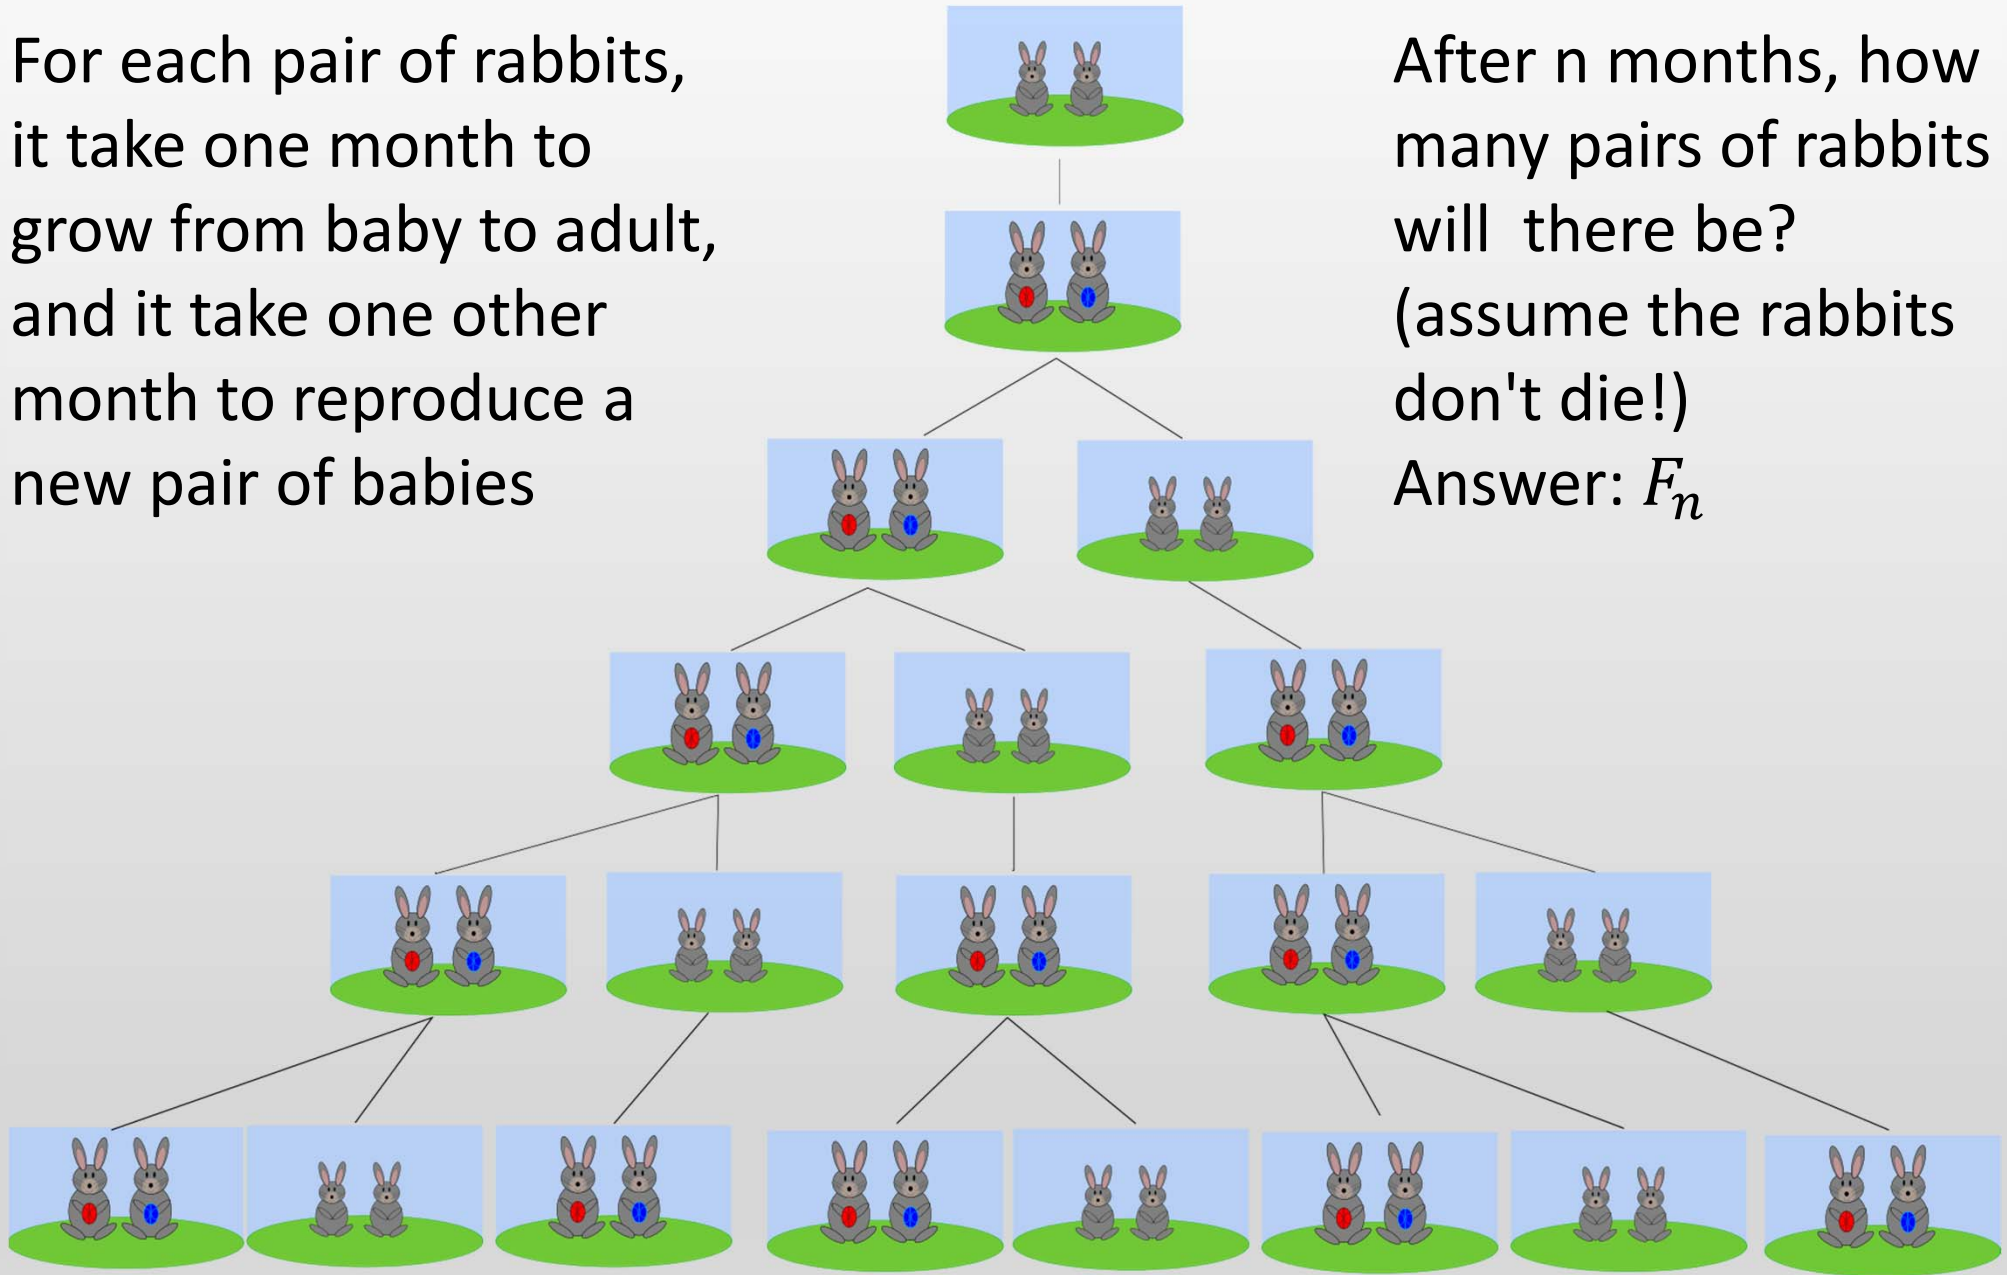 For each pair of rabbits,
it take one month to
grow from baby to adult,
and it take one other
month to reproduce a
new pair of babies
After n months, how
many pairs of rabbits
will  there be?
(assume the rabbits
don't die!)
Answer: $F_n$